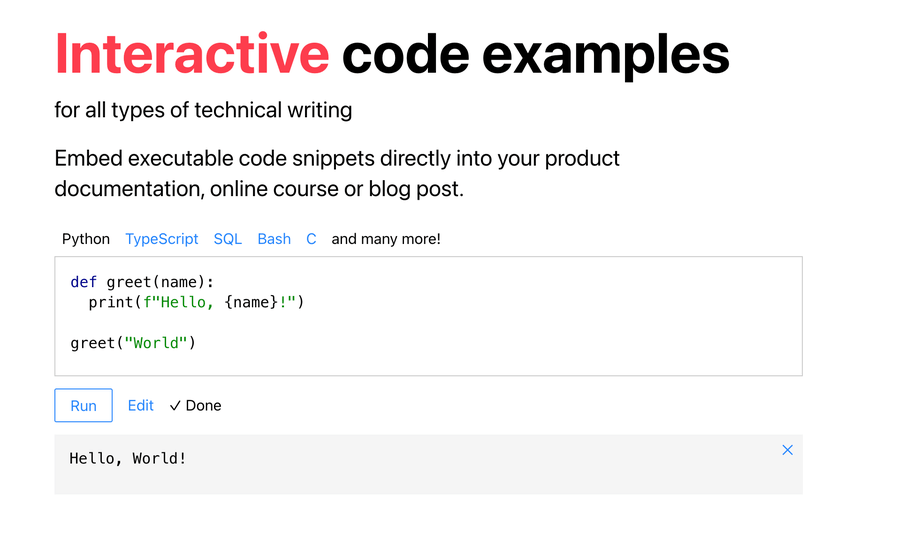 Interactive code examples
for all types of technical writing
Embed executable code snippets directly into your product
documentation, online course or blog post.
Python TypeScript SQL Bash C and many more!
def greet(name):
  print(f"Hello, {name}!")
greet("World")
Run Edit ✓ Done
Hello, World!